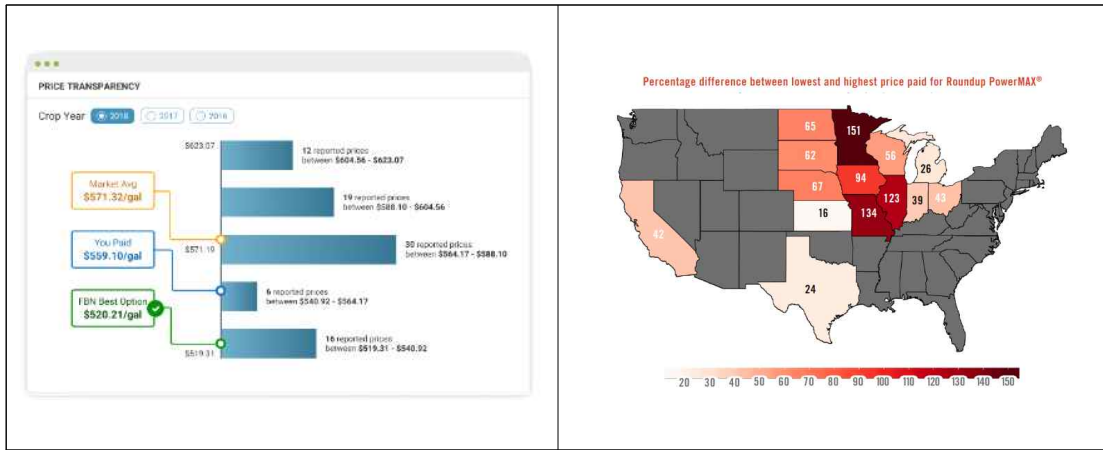 PRICE TRANSPARENCY
Crop Year 2018 2017 2016
$623.07
12 reported prices
between $604.56 - $623.07
Market Avg
$571.32/gal
19 reported prices
between $588.10 - $604.56
You Paid
$559.10/gal
$571.19
30 reported prices
between $564.17 - $588.10
FBN Best Option
$520.21/gal
6 reported prices
between $540.92 - $564.17
$519.31
16 reported prices
between $519.31 - $540.92
Percentage difference between lowest and highest price paid for Roundup PowerMAX®
65
151
62
56
26
67
94
123
39
43
16
134
42
24
20 30 40 50 60 70 80 90 100 110 120 130 140 150